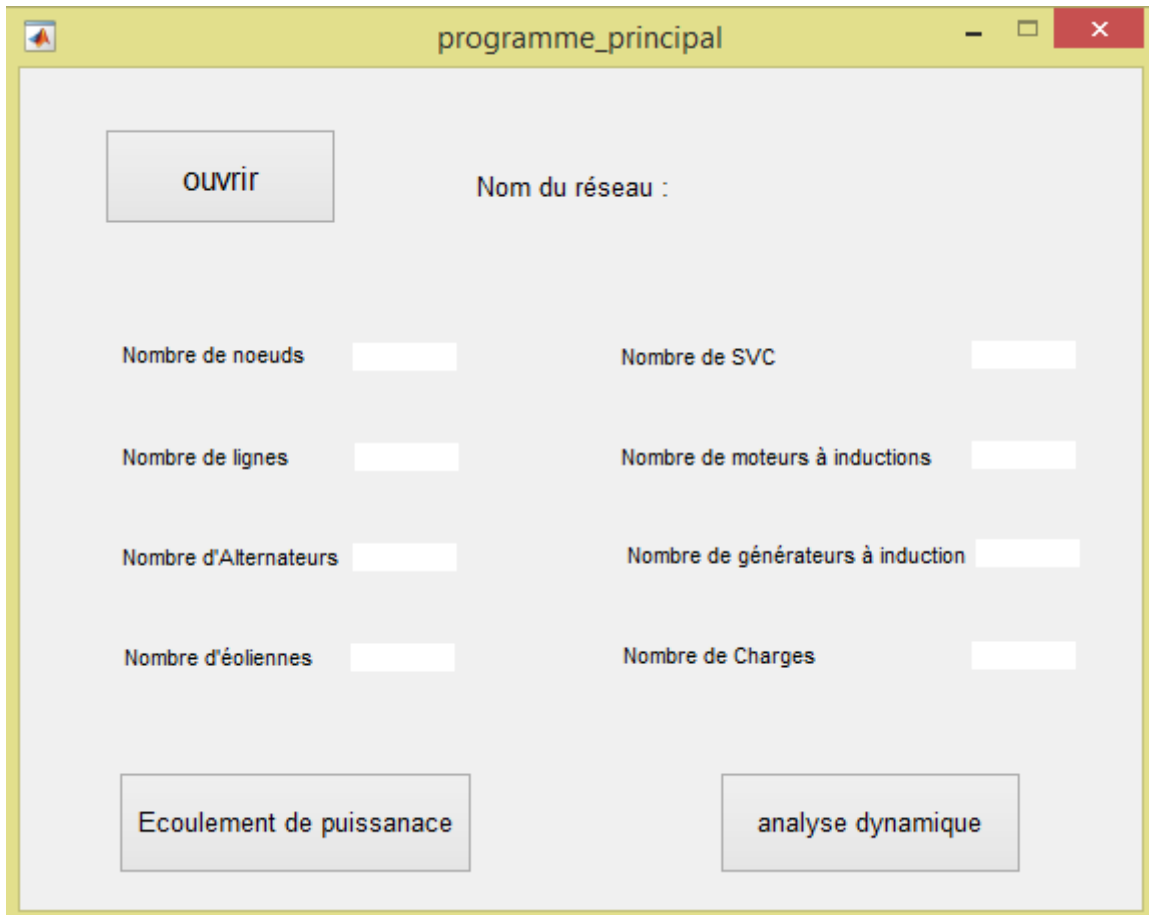 programme_principal
ouvrir
Nom du réseau :
Nombre de noeuds
Nombre de SVC
Nombre de lignes
Nombre de moteurs à inductions
Nombre d'Alternateurs
Nombre de générateurs à induction
Nombre d'éoliennes
Nombre de Charges
Ecoulement de puissanace
analyse dynamique